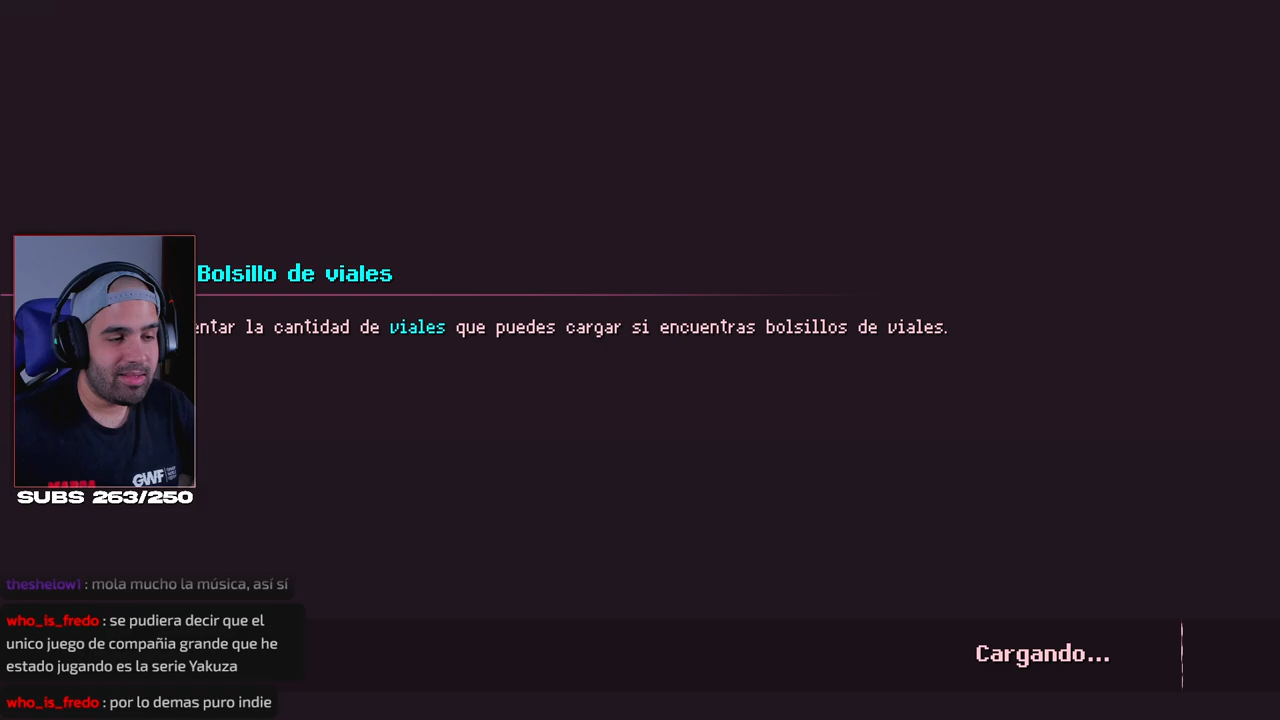 Bolsillo de viales
entar la cantidad de viales que puedes cargar si encuentras bolsillos de viales.
GWF
SUBS 263/250
theshelow1 : mola mucho la música, así sí
who_is_fredo : se pudiera decir que el
unico juego de compañia grande que he
estado jugando es la serie Yakuza
who_is_fredo : por lo demas puro indie
Cargando...